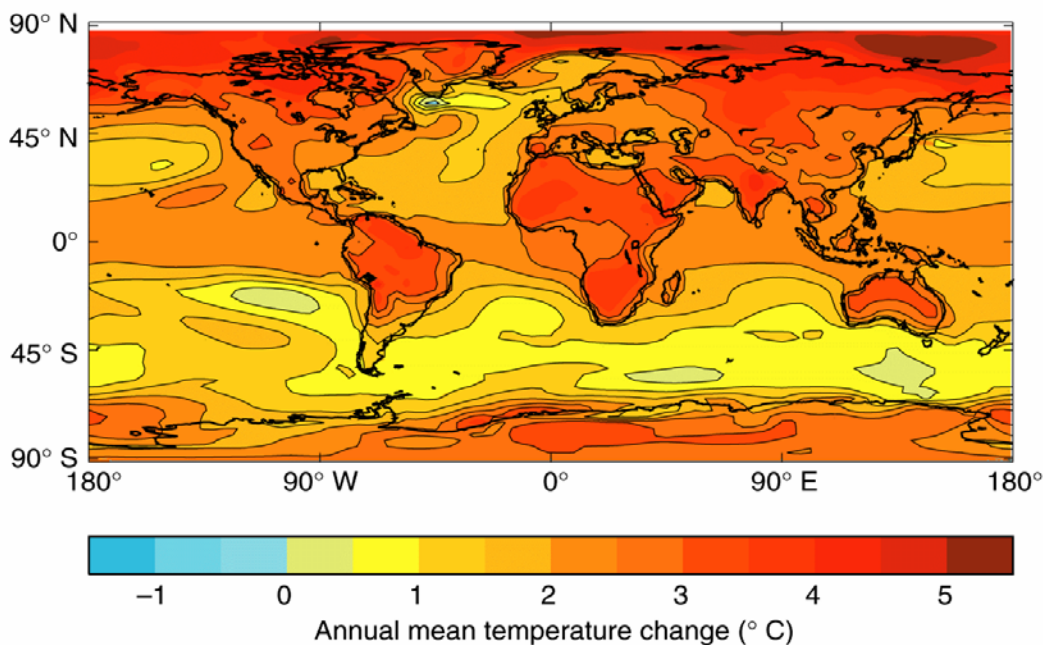 90° N
45° N
0°
45° S
90° S
180° 90° W 0° 90° E 180°
–1 0 1 2 3 4 5
Annual mean temperature change (° C)